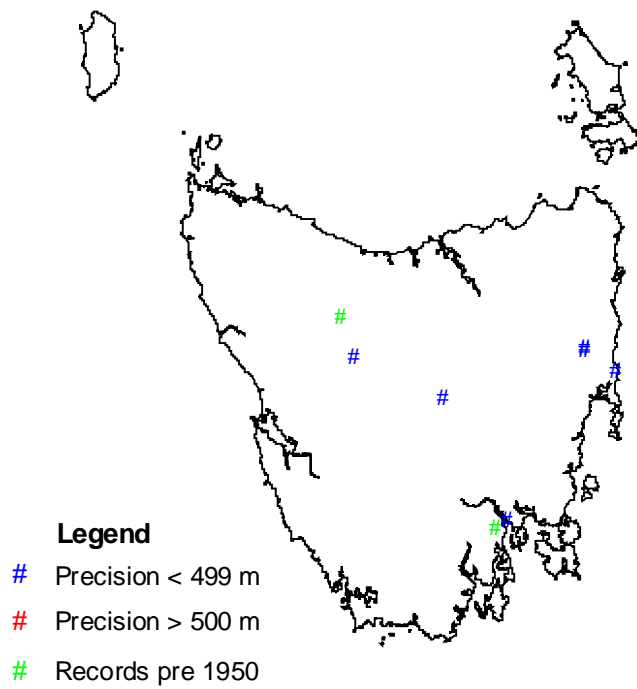 Legend
# Precision < 499 m
# Precision > 500 m
# Records pre 1950